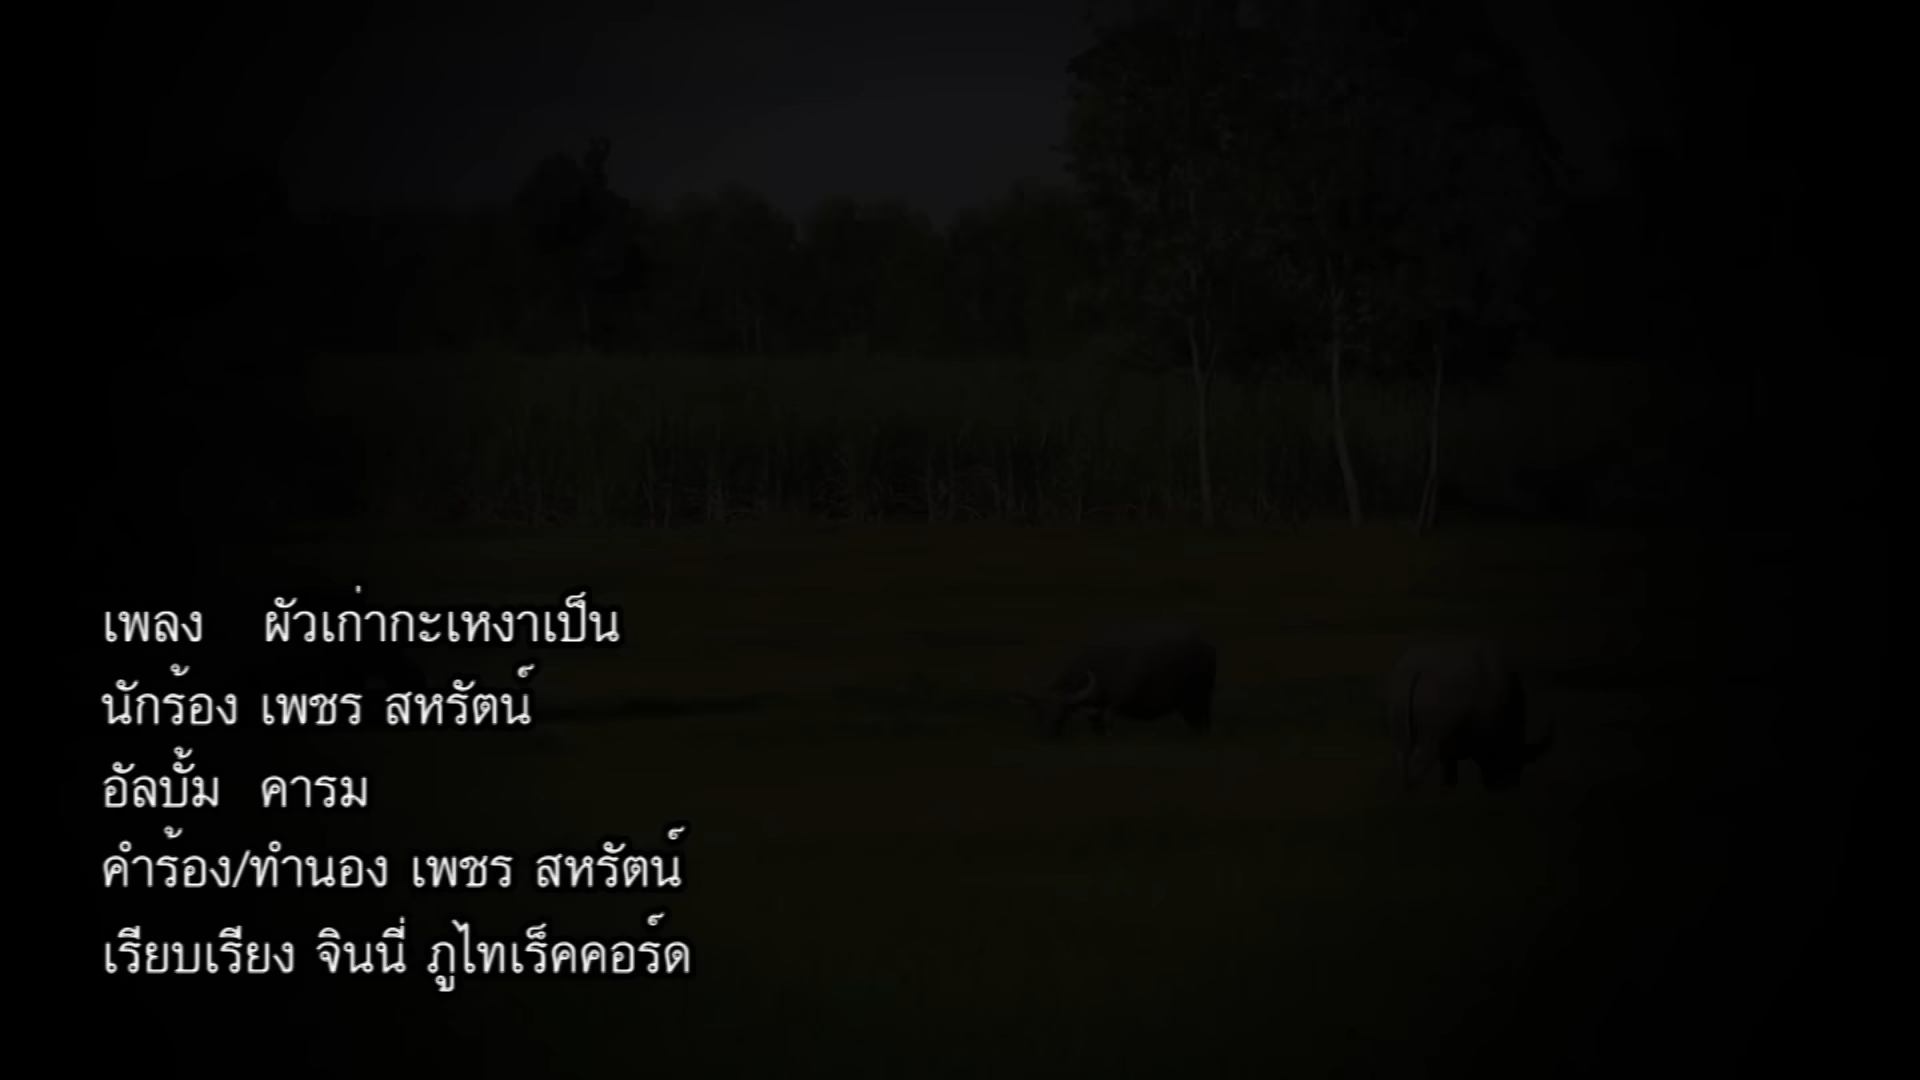 เพลง ผัวเก่ากะเหงาเป็น
นักร้อง เพชร สหรัตน์
อัลบั้ม คารม
คำร้อง/ทำนอง เพชร สหรัตน์
เรียบเรียง จินนี่ ภูไทเร็คคอร์ด